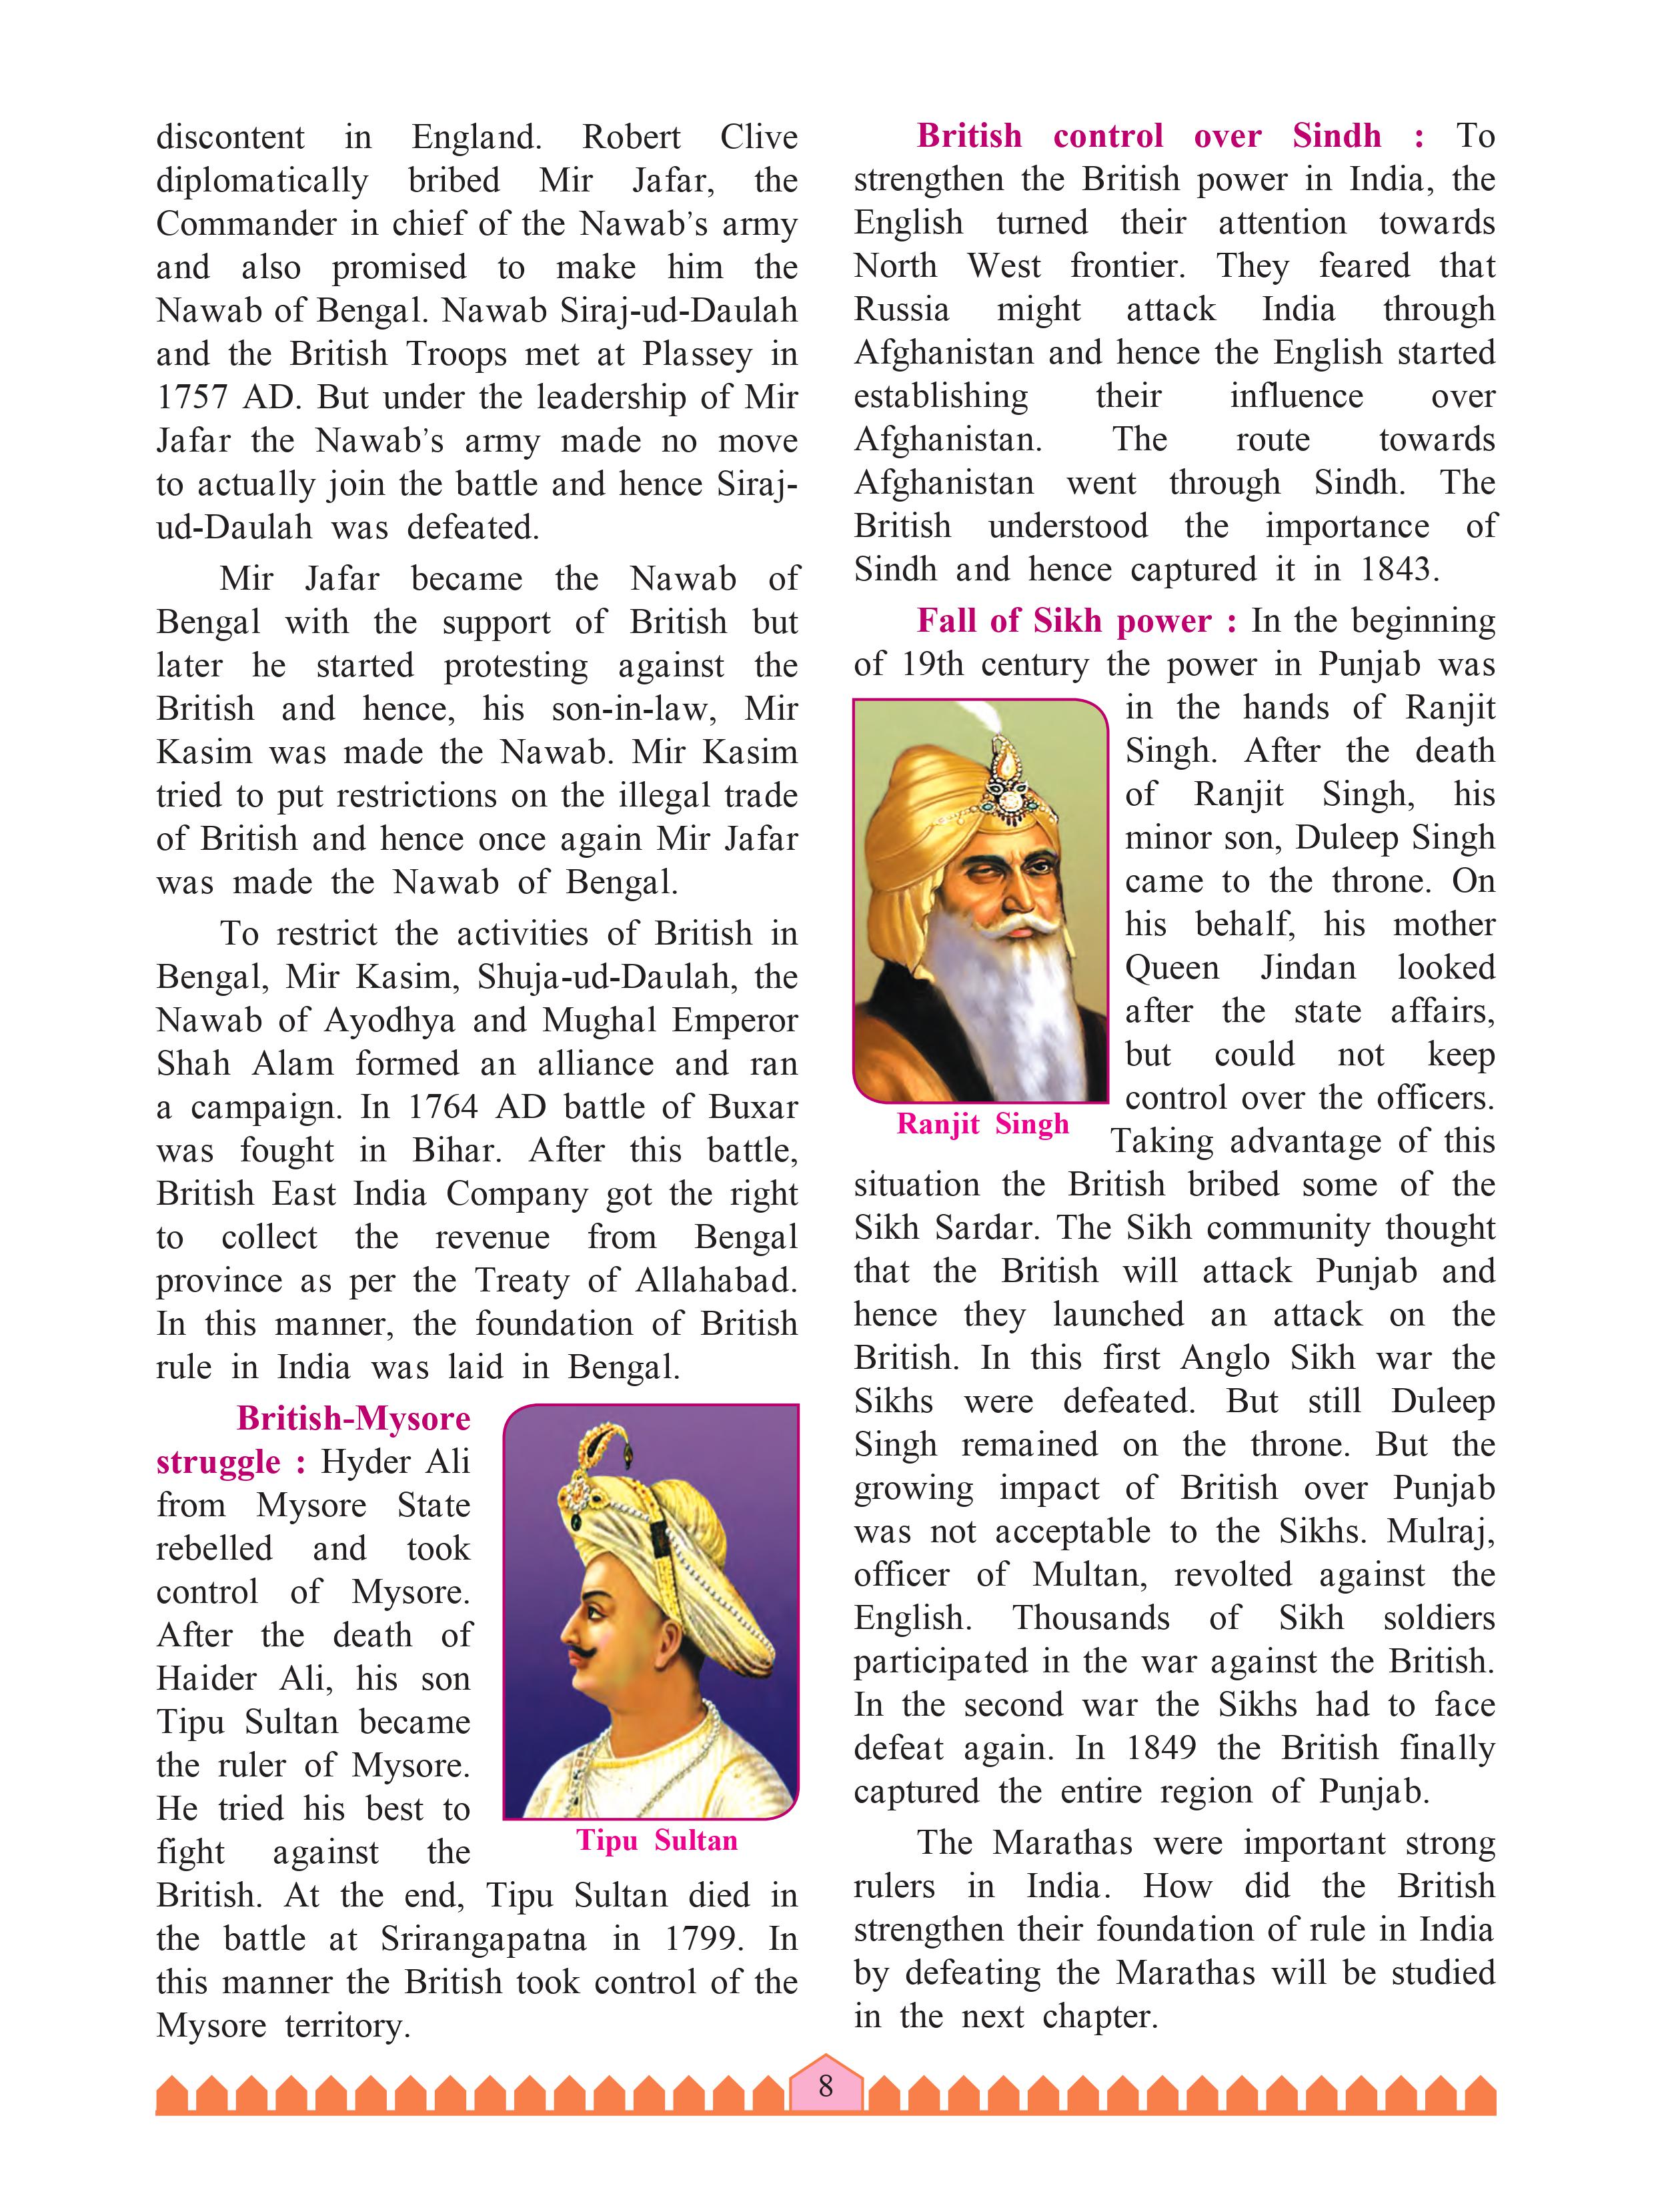 discontent in England. Robert Clive
diplomatically bribed Mir Jafar, the
Commander in chief of the Nawab's army
and also promised to make him the
Nawab of Bengal. Nawab Siraj-ud-Daulah
and the British Troops met at Plassey in
1757 AD. But under the leadership of Mir
Jafar the Nawab's army made no move
to actually join the battle and hence Siraj-
ud-Daulah was defeated.
Mir Jafar became the Nawab of
Bengal with the support of British but
later he started protesting against the
British and hence, his son-in-law, Mir
Kasim was made the Nawab. Mir Kasim
tried to put restrictions on the illegal trade
of British and hence once again Mir Jafar
was made the Nawab of Bengal.
To restrict the activities of British in
Bengal, Mir Kasim, Shuja-ud-Daulah, the
Nawab of Ayodhya and Mughal Emperor
Shah Alam formed an alliance and ran
a campaign. In 1764 AD battle of Buxar
was fought in Bihar. After this battle,
British East India Company got the right
to collect the revenue from Bengal
province as per the Treaty of Allahabad.
In this manner, the foundation of British
rule in India was laid in Bengal.
British-Mysore
struggle : Hyder Ali
from Mysore State
rebelled and took
control of Mysore.
After the death of
Haider Ali, his son
Tipu Sultan became
the ruler of Mysore.
He tried his best to
fight against the
British. At the end, Tipu Sultan died in
the battle at Srirangapatna in 1799. In
this manner the British took control of the
Mysore territory.
Tipu Sultan
British control over Sindh : To
strengthen the British power in India, the
English turned their attention towards
North West frontier. They feared that
Russia might attack India through
Afghanistan and hence the English started
establishing their influence over
Afghanistan. The route towards
Afghanistan went through Sindh. The
British understood the importance of
Sindh and hence captured it in 1843.
Fall of Sikh power : In the beginning
of 19th century the power in Punjab was
in the hands of Ranjit
Singh. After the death
of Ranjit Singh, his
minor son, Duleep Singh
came to the throne. On
his behalf, his mother
Queen Jindan looked
after the state affairs,
but could not keep
control over the officers.
Ranjit Singh
Taking advantage of this
situation the British bribed some of the
Sikh Sardar. The Sikh community thought
that the British will attack Punjab and
hence they launched an attack on the
British. In this first Anglo Sikh war the
Sikhs were defeated. But still Duleep
Singh remained on the throne. But the
growing impact of British over Punjab
was not acceptable to the Sikhs. Mulraj,
officer of Multan, revolted against the
English. Thousands of Sikh soldiers
participated in the war against the British.
In the second war the Sikhs had to face
defeat again. In 1849 the British finally
captured the entire region of Punjab.
The Marathas were important strong
rulers in India. How did the British
strengthen their foundation of rule in India
by defeating the Marathas will be studied
in the next chapter.
8